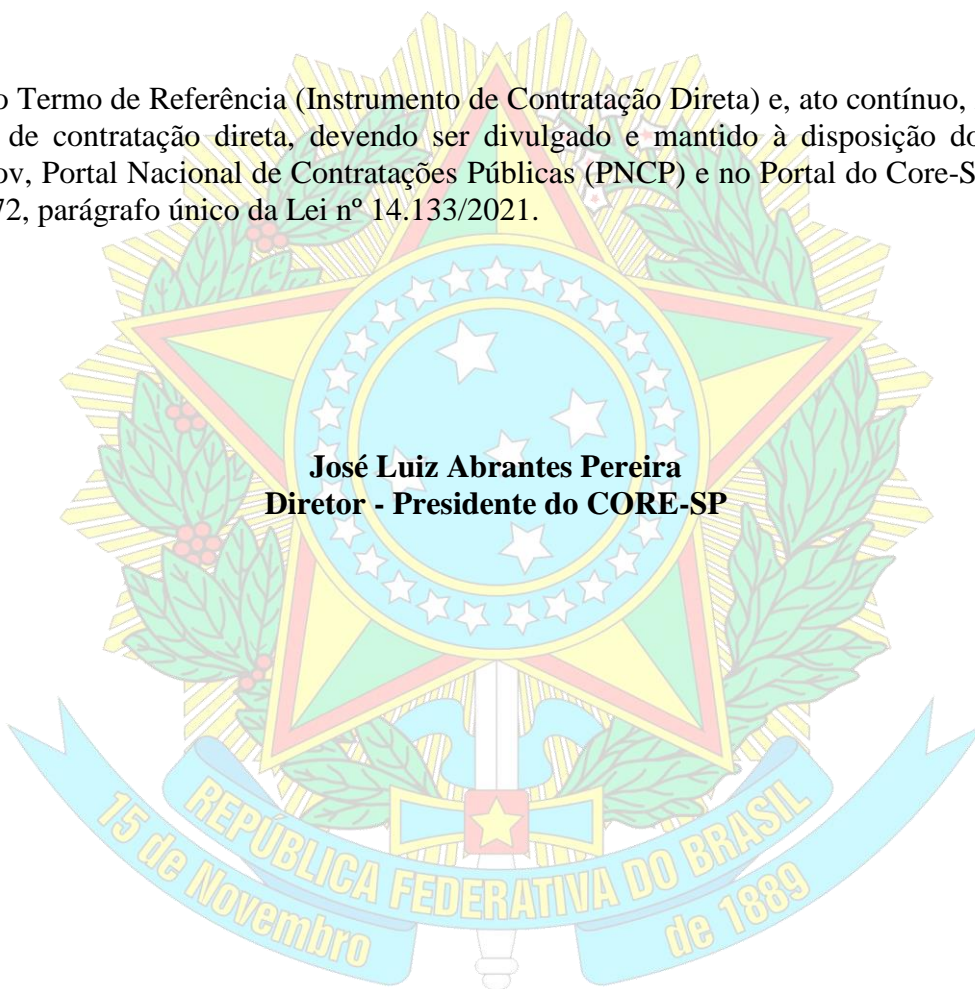 o Termo de Referência (Instrumento de Contratação Direta) e, ato contínuo,
de contratação direta, devendo ser divulgado e mantido à disposição do
ov, Portal Nacional de Contratações Públicas (PNCP) e no Portal do Core-S
72, parágrafo único da Lei nº 14.133/2021.
José Luiz Abrantes Pereira
Diretor - Presidente do CORE-SP
REPÚBLICA FEDERATIVA DO BRASIL
15 de Novembro
de 1889